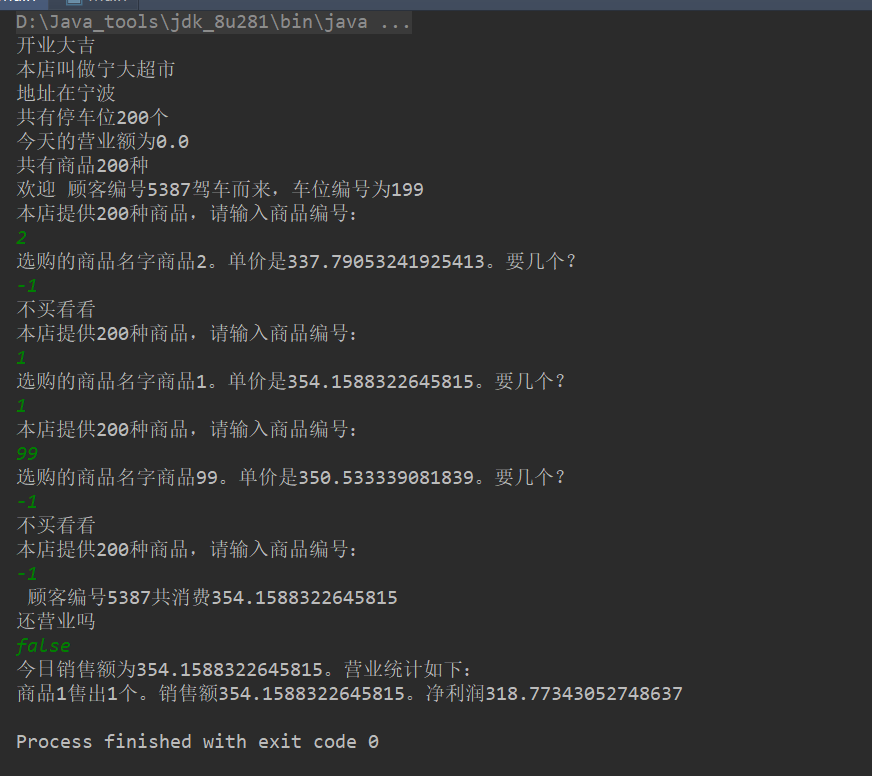 D:\Java_tools\jdk_8u281\bin\java ...
开业大吉
本店叫做宁大超市
地址在宁波
共有停车位200个
今天的营业额为0.0
共有商品200种
欢迎 顾客编号5387驾车而来，车位编号为199
本店提供200种商品，请输入商品编号：
2
选购的商品名字商品2。单价是337.79053241925413。要几个？
-1
不买看看
本店提供200种商品，请输入商品编号：
1
选购的商品名字商品1。单价是354.1588322645815。要几个？
1
本店提供200种商品，请输入商品编号：
99
选购的商品名字商品99。单价是350.533339081839。要几个？
-1
不买看看
本店提供200种商品，请输入商品编号：
-1
 顾客编号5387共消费354.1588322645815
还营业吗
false
今日销售额为354.1588322645815。营业统计如下：
商品1售出1个。销售额354.1588322645815。净利润318.77343052748637
Process finished with exit code 0